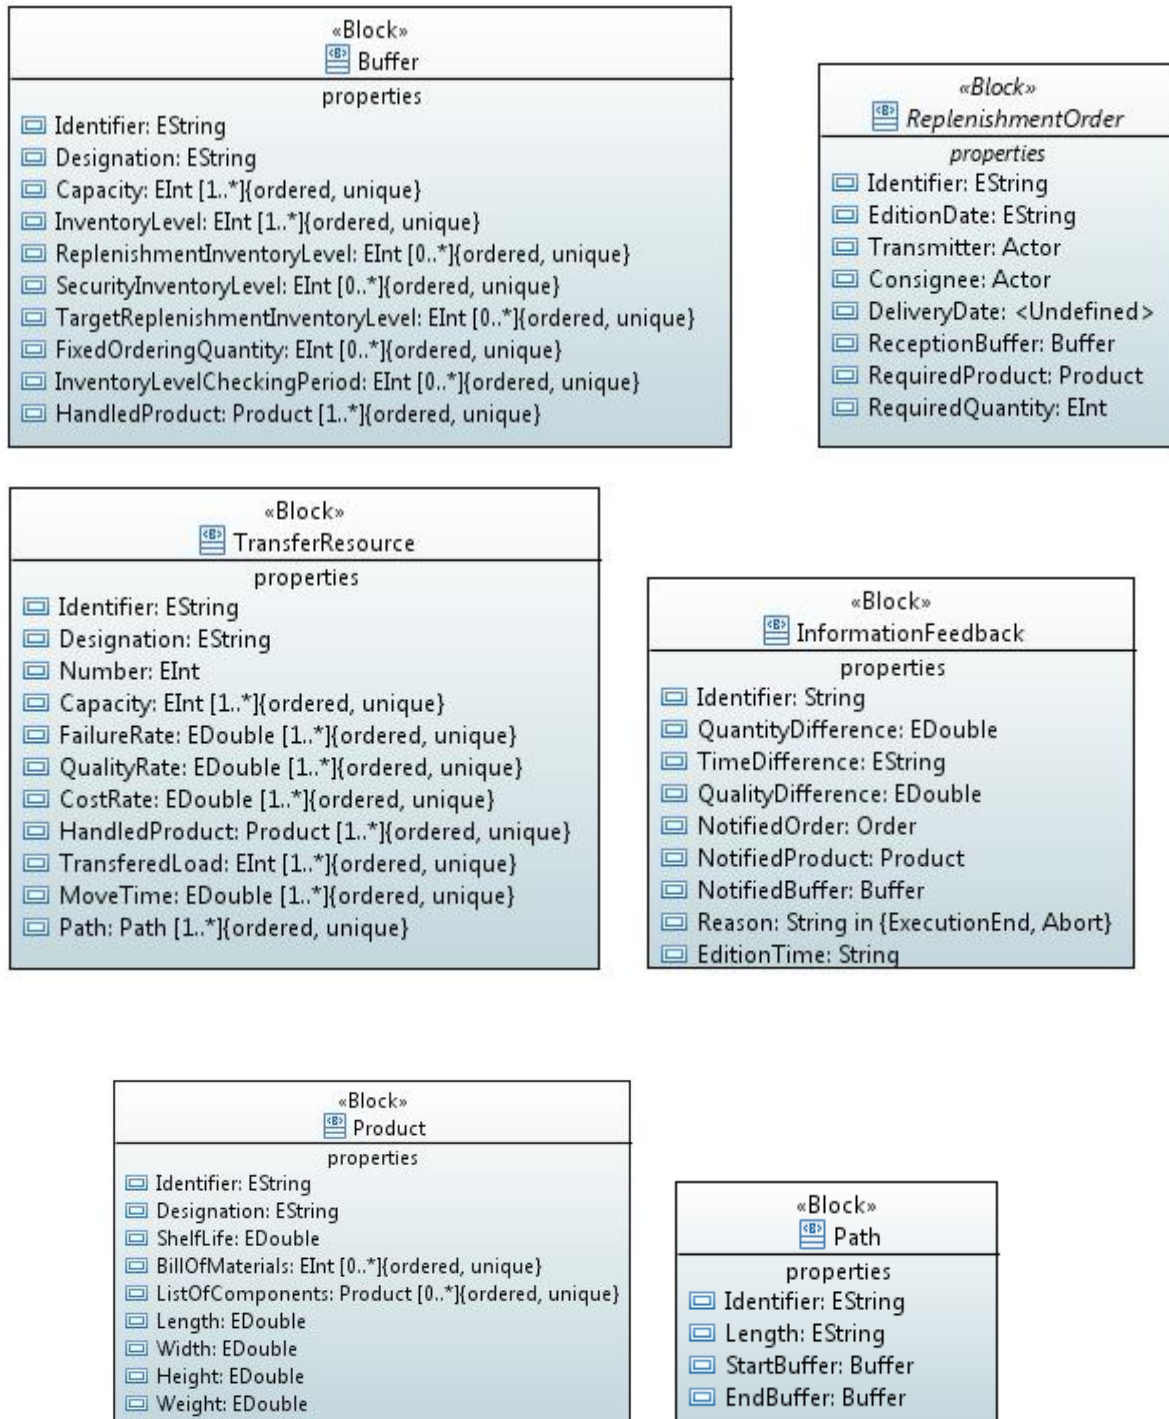 «Block»
Buffer
properties
Identifier: EString
Designation: EString
Capacity: EInt [1..*]{ordered, unique}
InventoryLevel: EInt [1..*]{ordered, unique}
ReplenishmentInventoryLevel: EInt [0..*]{ordered, unique}
SecurityInventoryLevel: EInt [0..*]{ordered, unique}
TargetReplenishmentInventoryLevel: EInt [0..*]{ordered, unique}
FixedOrderingQuantity: EInt [0..*]{ordered, unique}
InventoryLevelCheckingPeriod: EInt [0..*]{ordered, unique}
HandledProduct: Product [1..*]{ordered, unique}
«Block»
ReplenishmentOrder
properties
Identifier: EString
EditionDate: EString
Transmitter: Actor
Consignee: Actor
DeliveryDate: <Undefined>
ReceptionBuffer: Buffer
RequiredProduct: Product
RequiredQuantity: EInt
«Block»
TransferResource
properties
Identifier: EString
Designation: EString
Number: EInt
Capacity: EInt [1..*]{ordered, unique}
FailureRate: EDouble [1..*]{ordered, unique}
QualityRate: EDouble [1..*]{ordered, unique}
CostRate: EDouble [1..*]{ordered, unique}
HandledProduct: Product [1..*]{ordered, unique}
TransferedLoad: EInt [1..*]{ordered, unique}
MoveTime: EDouble [1..*]{ordered, unique}
Path: Path [1..*]{ordered, unique}
«Block»
InformationFeedback
properties
Identifier: String
QuantityDifference: EDouble
TimeDifference: EString
QualityDifference: EDouble
NotifiedOrder: Order
NotifiedProduct: Product
NotifiedBuffer: Buffer
Reason: String in {ExecutionEnd, Abort}
EditionTime: String
«Block»
Product
properties
Identifier: EString
Designation: EString
ShelfLife: EDouble
BillOfMaterials: EInt [0..*]{ordered, unique}
ListOfComponents: Product [0..*]{ordered, unique}
Length: EDouble
Width: EDouble
Height: EDouble
Weight: EDouble
«Block»
Path
properties
Identifier: EString
Length: EString
StartBuffer: Buffer
EndBuffer: Buffer